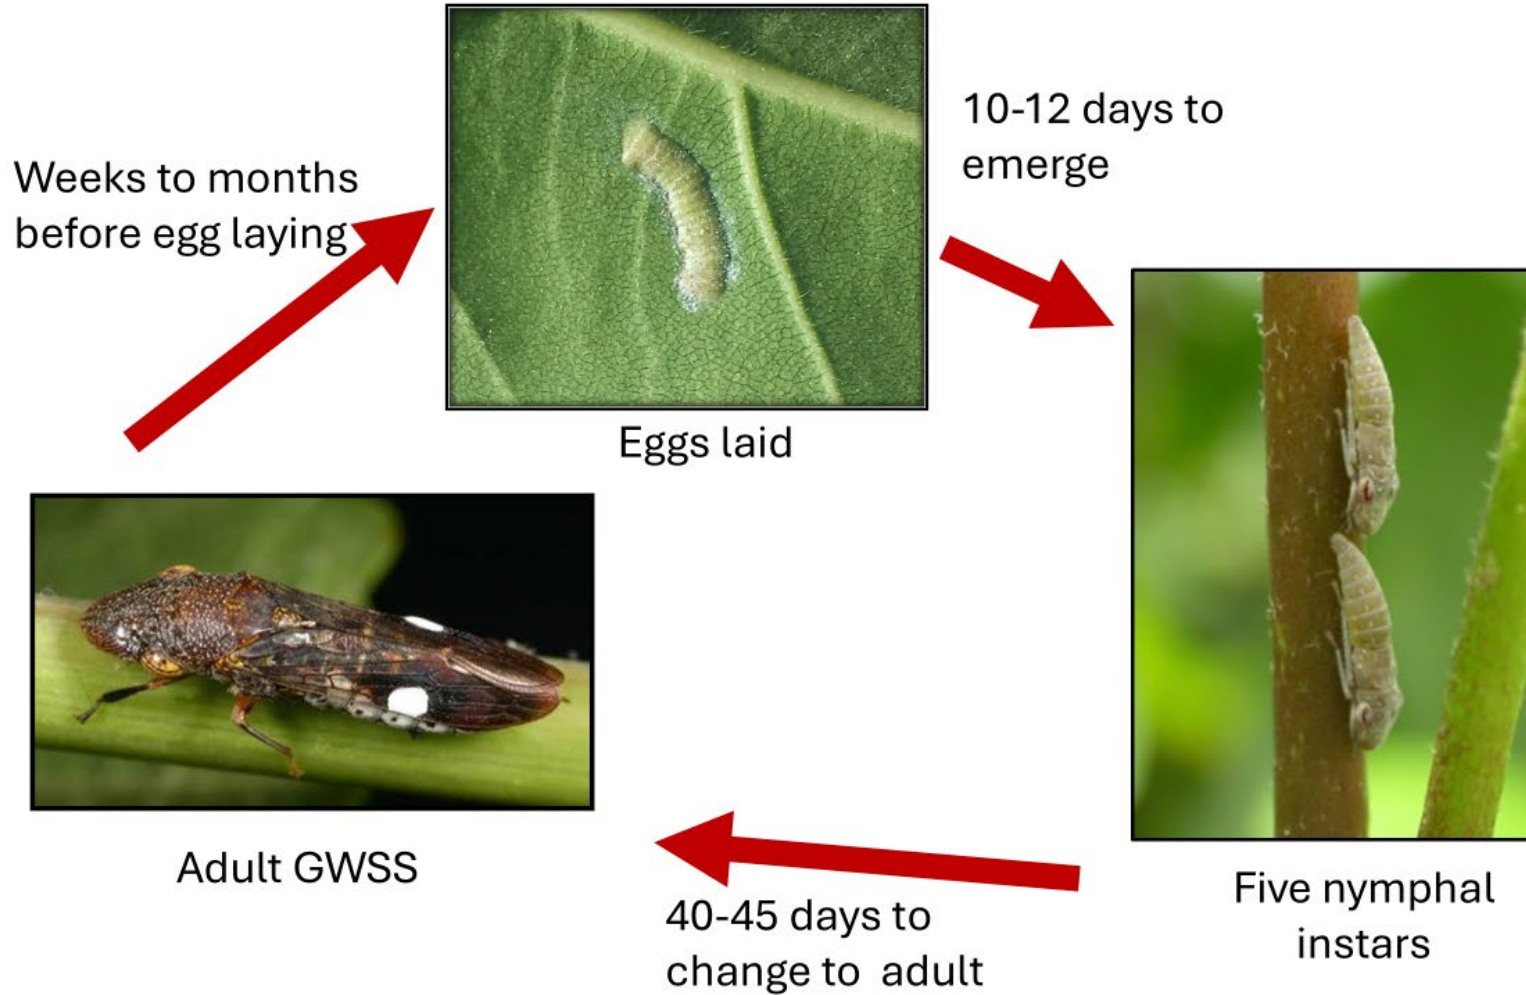 Weeks to months
before egg laying
10-12 days to
emerge
Eggs laid
Five nymphal
instars
40-45 days to
change to  adult
Adult GWSS